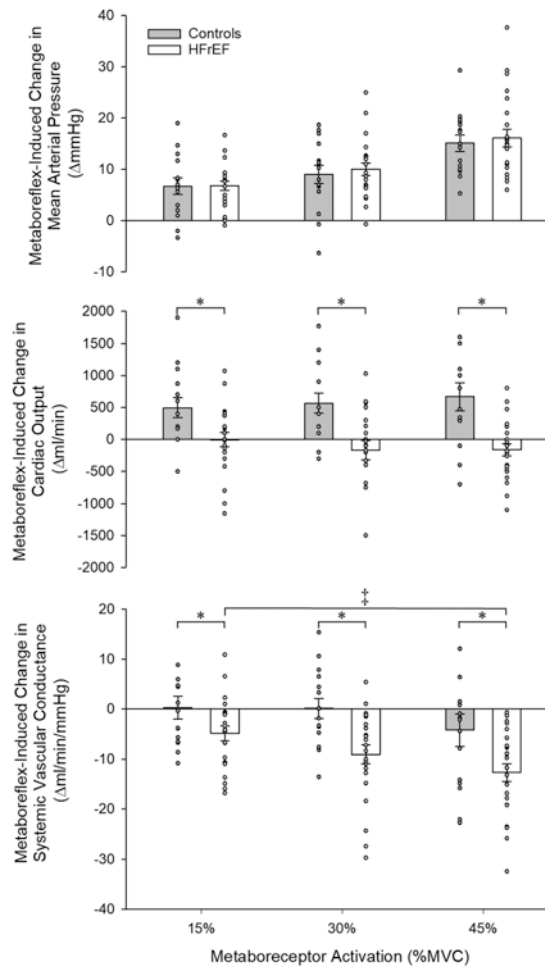 Controls
HFrEF
Metaboreflex-Induced Change in
Mean Arterial Pressure
(ΔmmHg)
40
30
20
10
0
-10
Metaboreflex-Induced Change in
Cardiac Output
(Δml/min)
2000
1500
1000
500
0
-500
-1000
-1500
-2000
* * *
Metaboreflex-Induced Change in
Systemic Vascular Conductance
(Δml/min/mmHg)
20
10
0
-10
-20
-30
-40
‡
* * *
15% 30% 45%
Metaboreceptor Activation (%MVC)